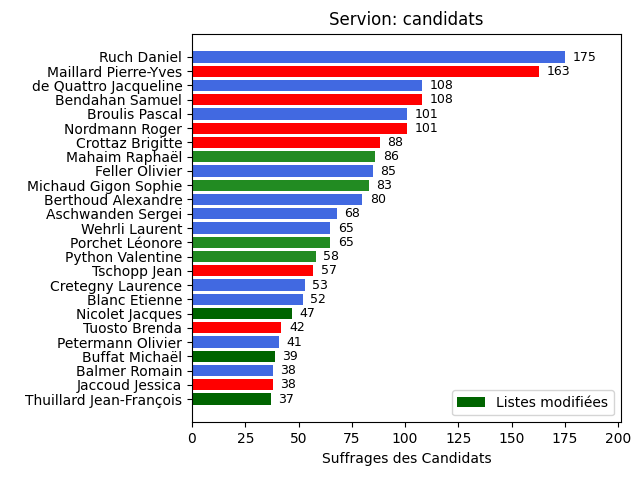 Servion: candidats
Ruch Daniel 175
Maillard Pierre-Yves 163
de Quattro Jacqueline 108
Bendahan Samuel 108
Broulis Pascal 101
Nordmann Roger 101
Crottaz Brigitte 88
Mahaim Raphaël 86
Feller Olivier 85
Michaud Gigon Sophie 83
Berthoud Alexandre 80
Aschwanden Sergei 68
Wehrli Laurent 65
Porchet Léonore 65
Python Valentine 58
Tschopp Jean 57
Cretegny Laurence 53
Blanc Etienne 52
Nicolet Jacques 47
Tuosto Brenda 42
Petermann Olivier 41
Buffat Michaël 39
Balmer Romain 38
Jaccoud Jessica 38
Thuillard Jean-François 37
Listes modifiées
0 25 50 75 100 125 150 175 200
Suffrages des Candidats